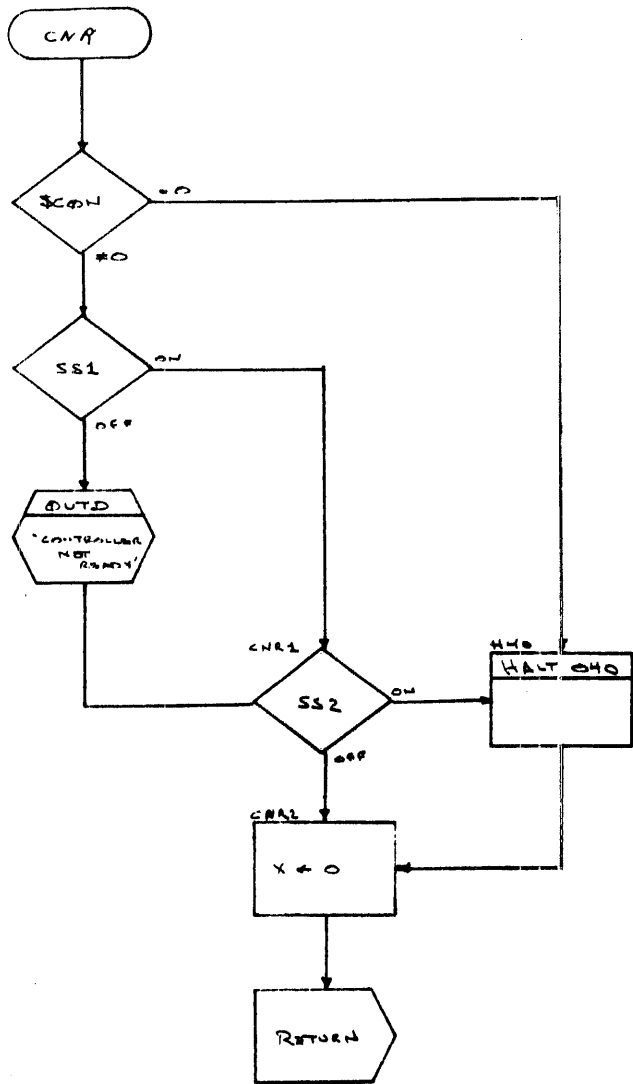 CNR
$CON
=0
≠0
SS1
ON
OFF
OUTD
'CONTROLLER
NOT
READY'
CNR1
SS2
ON
OFF
H40
HALT 040
CNR2
X ← 0
RETURN